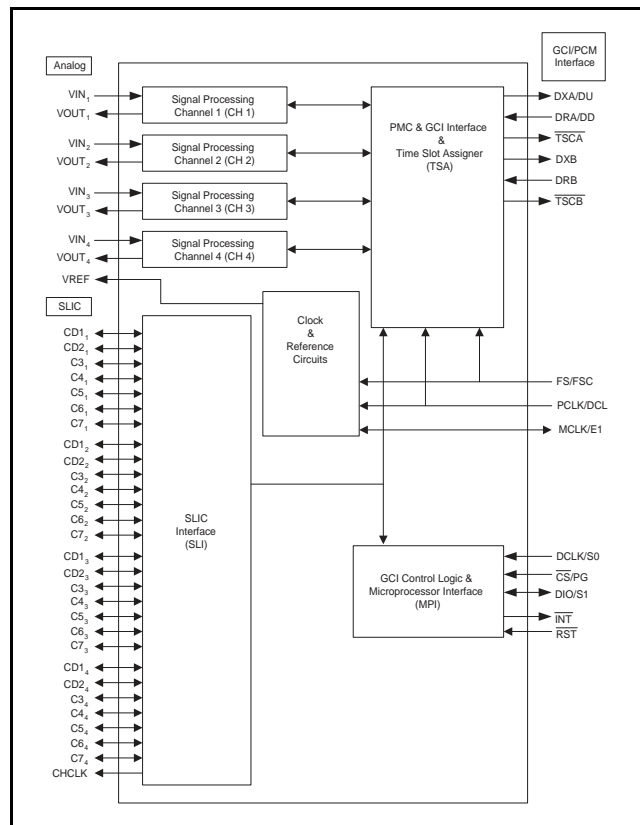 Analog
GCI/PCM
Interface
VIN1
VOUT1
VIN2
VOUT2
VIN3
VOUT3
VIN4
VOUT4
VREF
SLIC
CD11
CD21
C31
C41
C51
C61
C71
CD12
CD22
C32
C42
C52
C62
C72
CD13
CD23
C33
C43
C53
C63
C73
CD14
CD24
C34
C44
C54
C64
C74
CHCLK
Signal Processing
Channel 1 (CH 1)
Signal Processing
Channel 2 (CH 2)
Signal Processing
Channel 3 (CH 3)
Signal Processing
Channel 4 (CH 4)
Clock
&
Reference
Circuits
SLIC
Interface
(SLI)
PMC & GCI Interface
&
Time Slot Assigner
(TSA)
GCI Control Logic &
Microprocessor Interface
(MPI)
DXA/DU
DRA/DD
TSCA
DXB
DRB
TSCB
FS/FSC
PCLK/DCL
MCLK/E1
DCLK/S0
CS/PG
DIO/S1
INT
RST